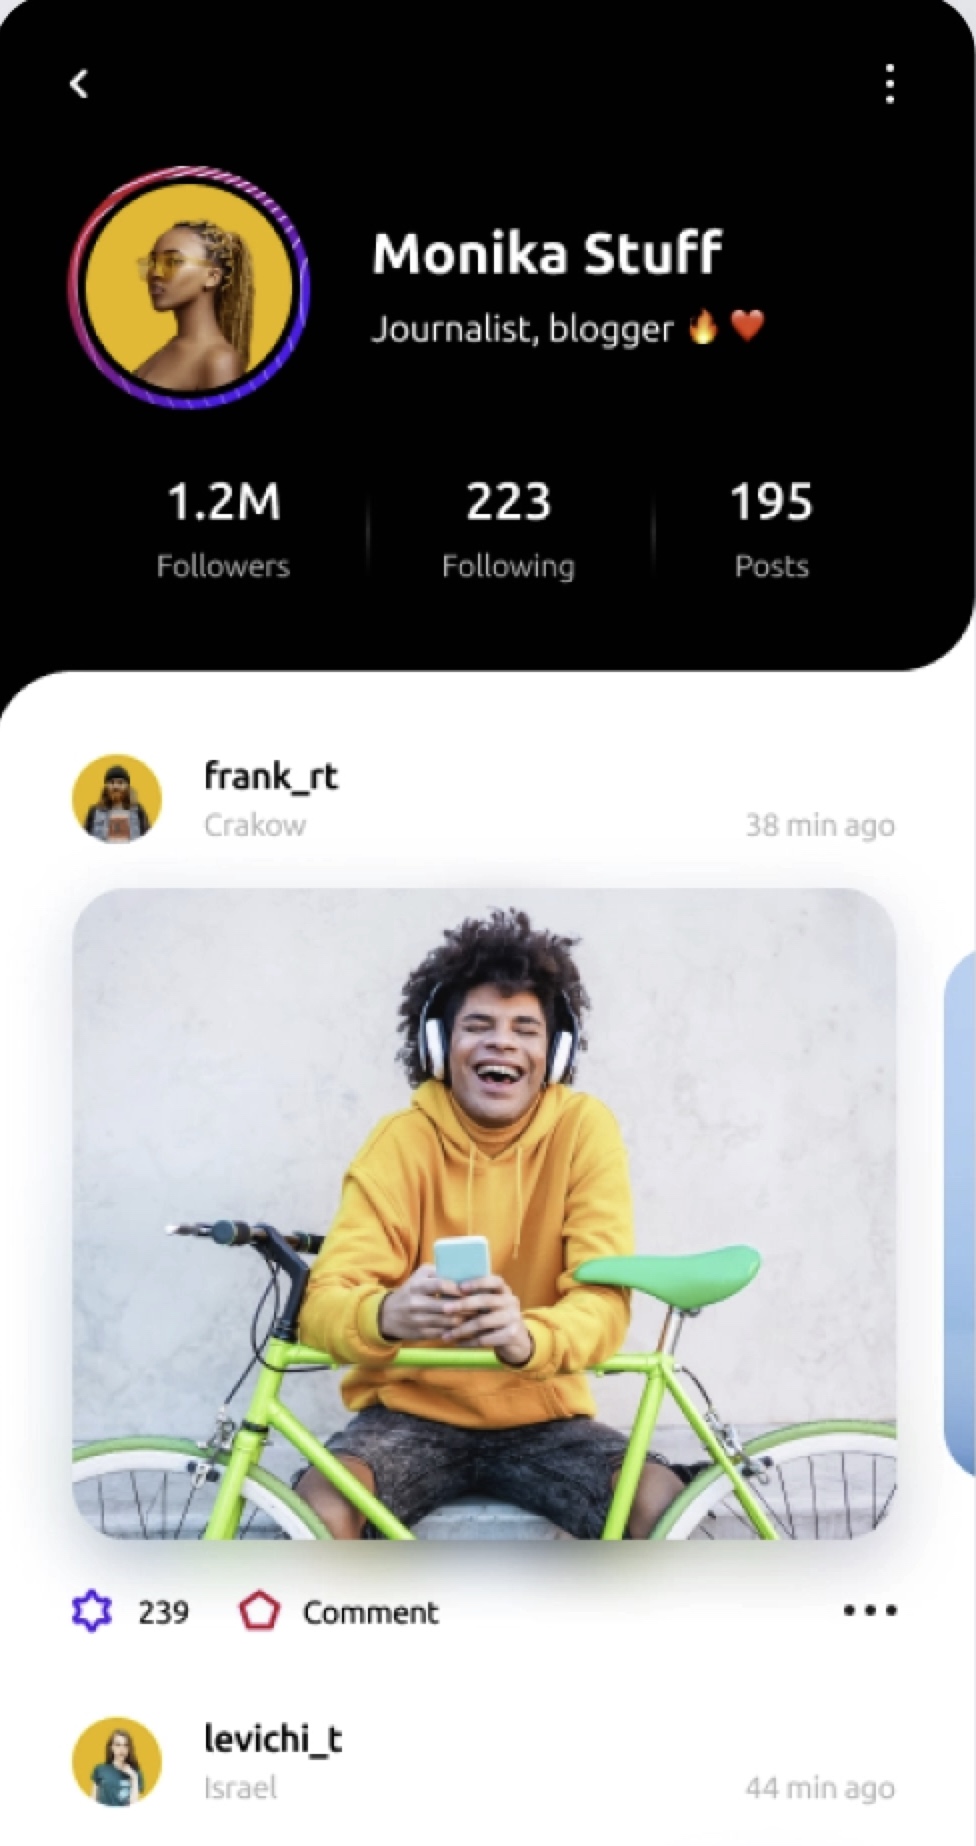 Monika Stuff
Journalist, blogger 🔥 ❤️
1.2M 223 195
Followers Following Posts
frank_rt
Crakow 38 min ago
239 Comment
levichi_t
Israel 44 min ago